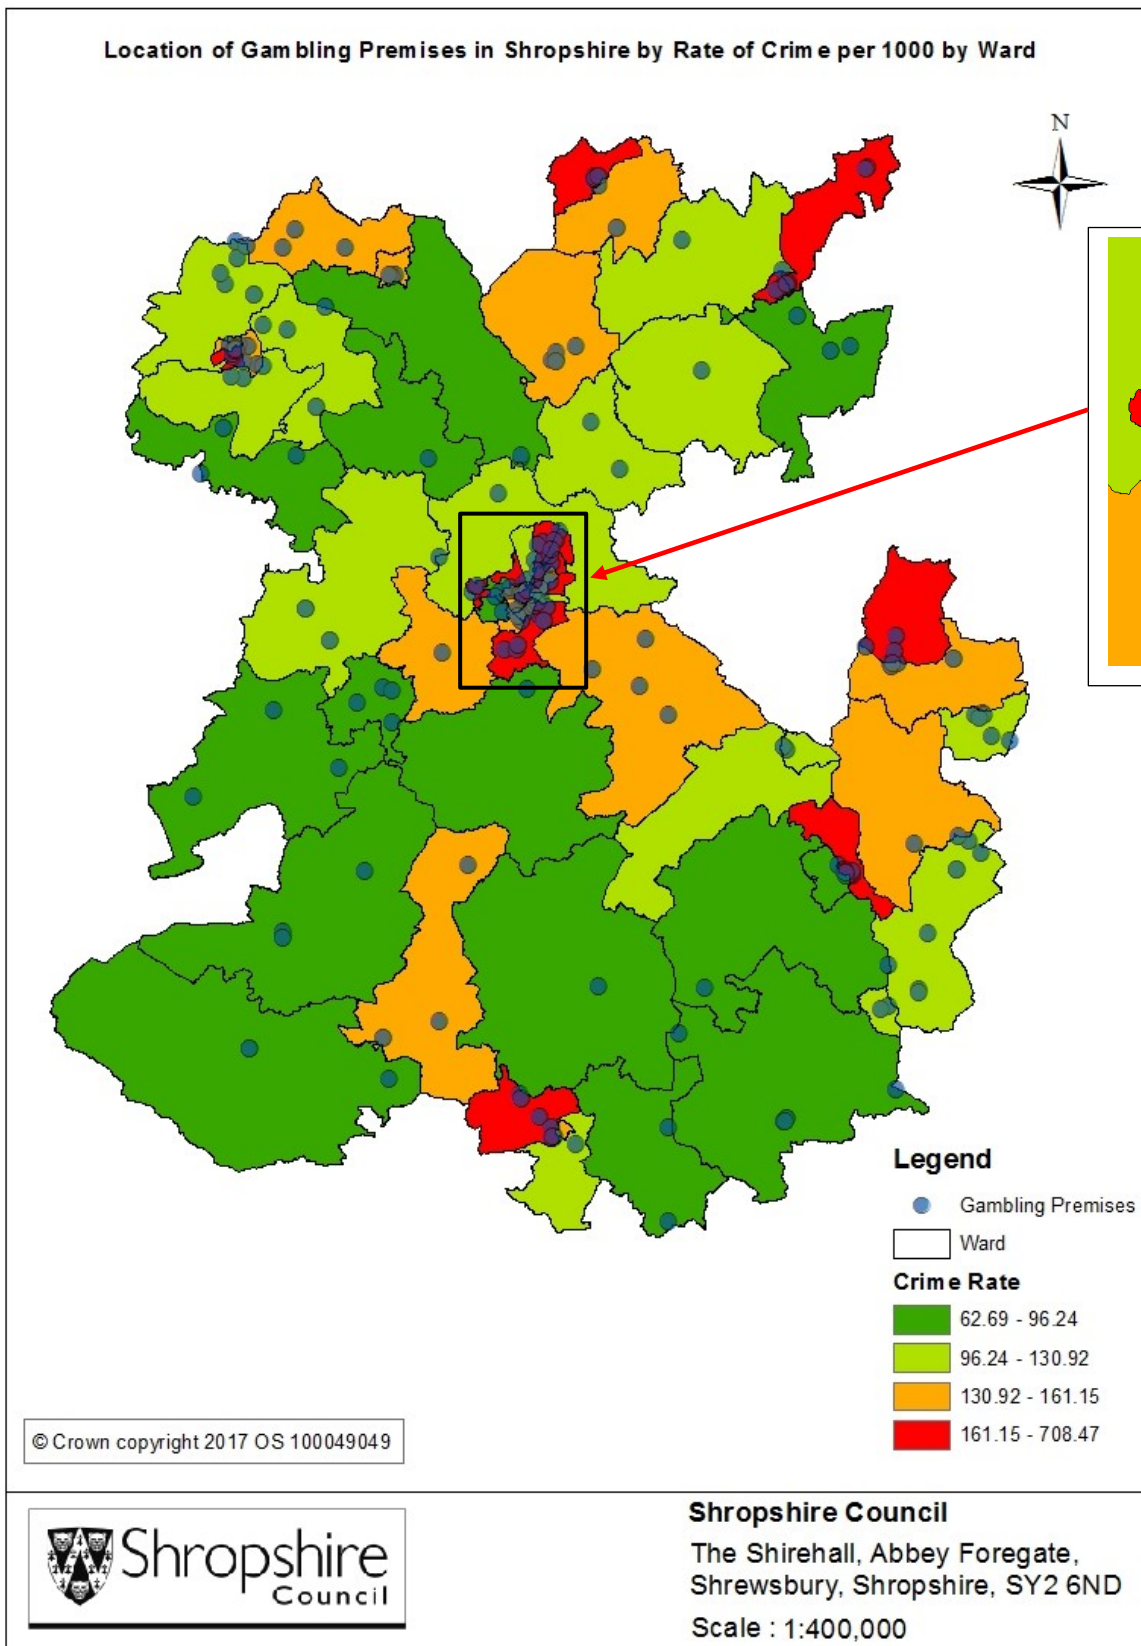 Location of Gambling Premises in Shropshire by Rate of Crime per 1000 by Ward
N
Legend
Gambling Premises
Ward
Crime Rate
62.69 - 96.24
96.24 - 130.92
130.92 - 161.15
161.15 - 708.47
© Crown copyright 2017 OS 100049049
Shropshire
Council
Shropshire Council
The Shirehall, Abbey Foregate,
Shrewsbury, Shropshire, SY2 6ND
Scale : 1:400,000